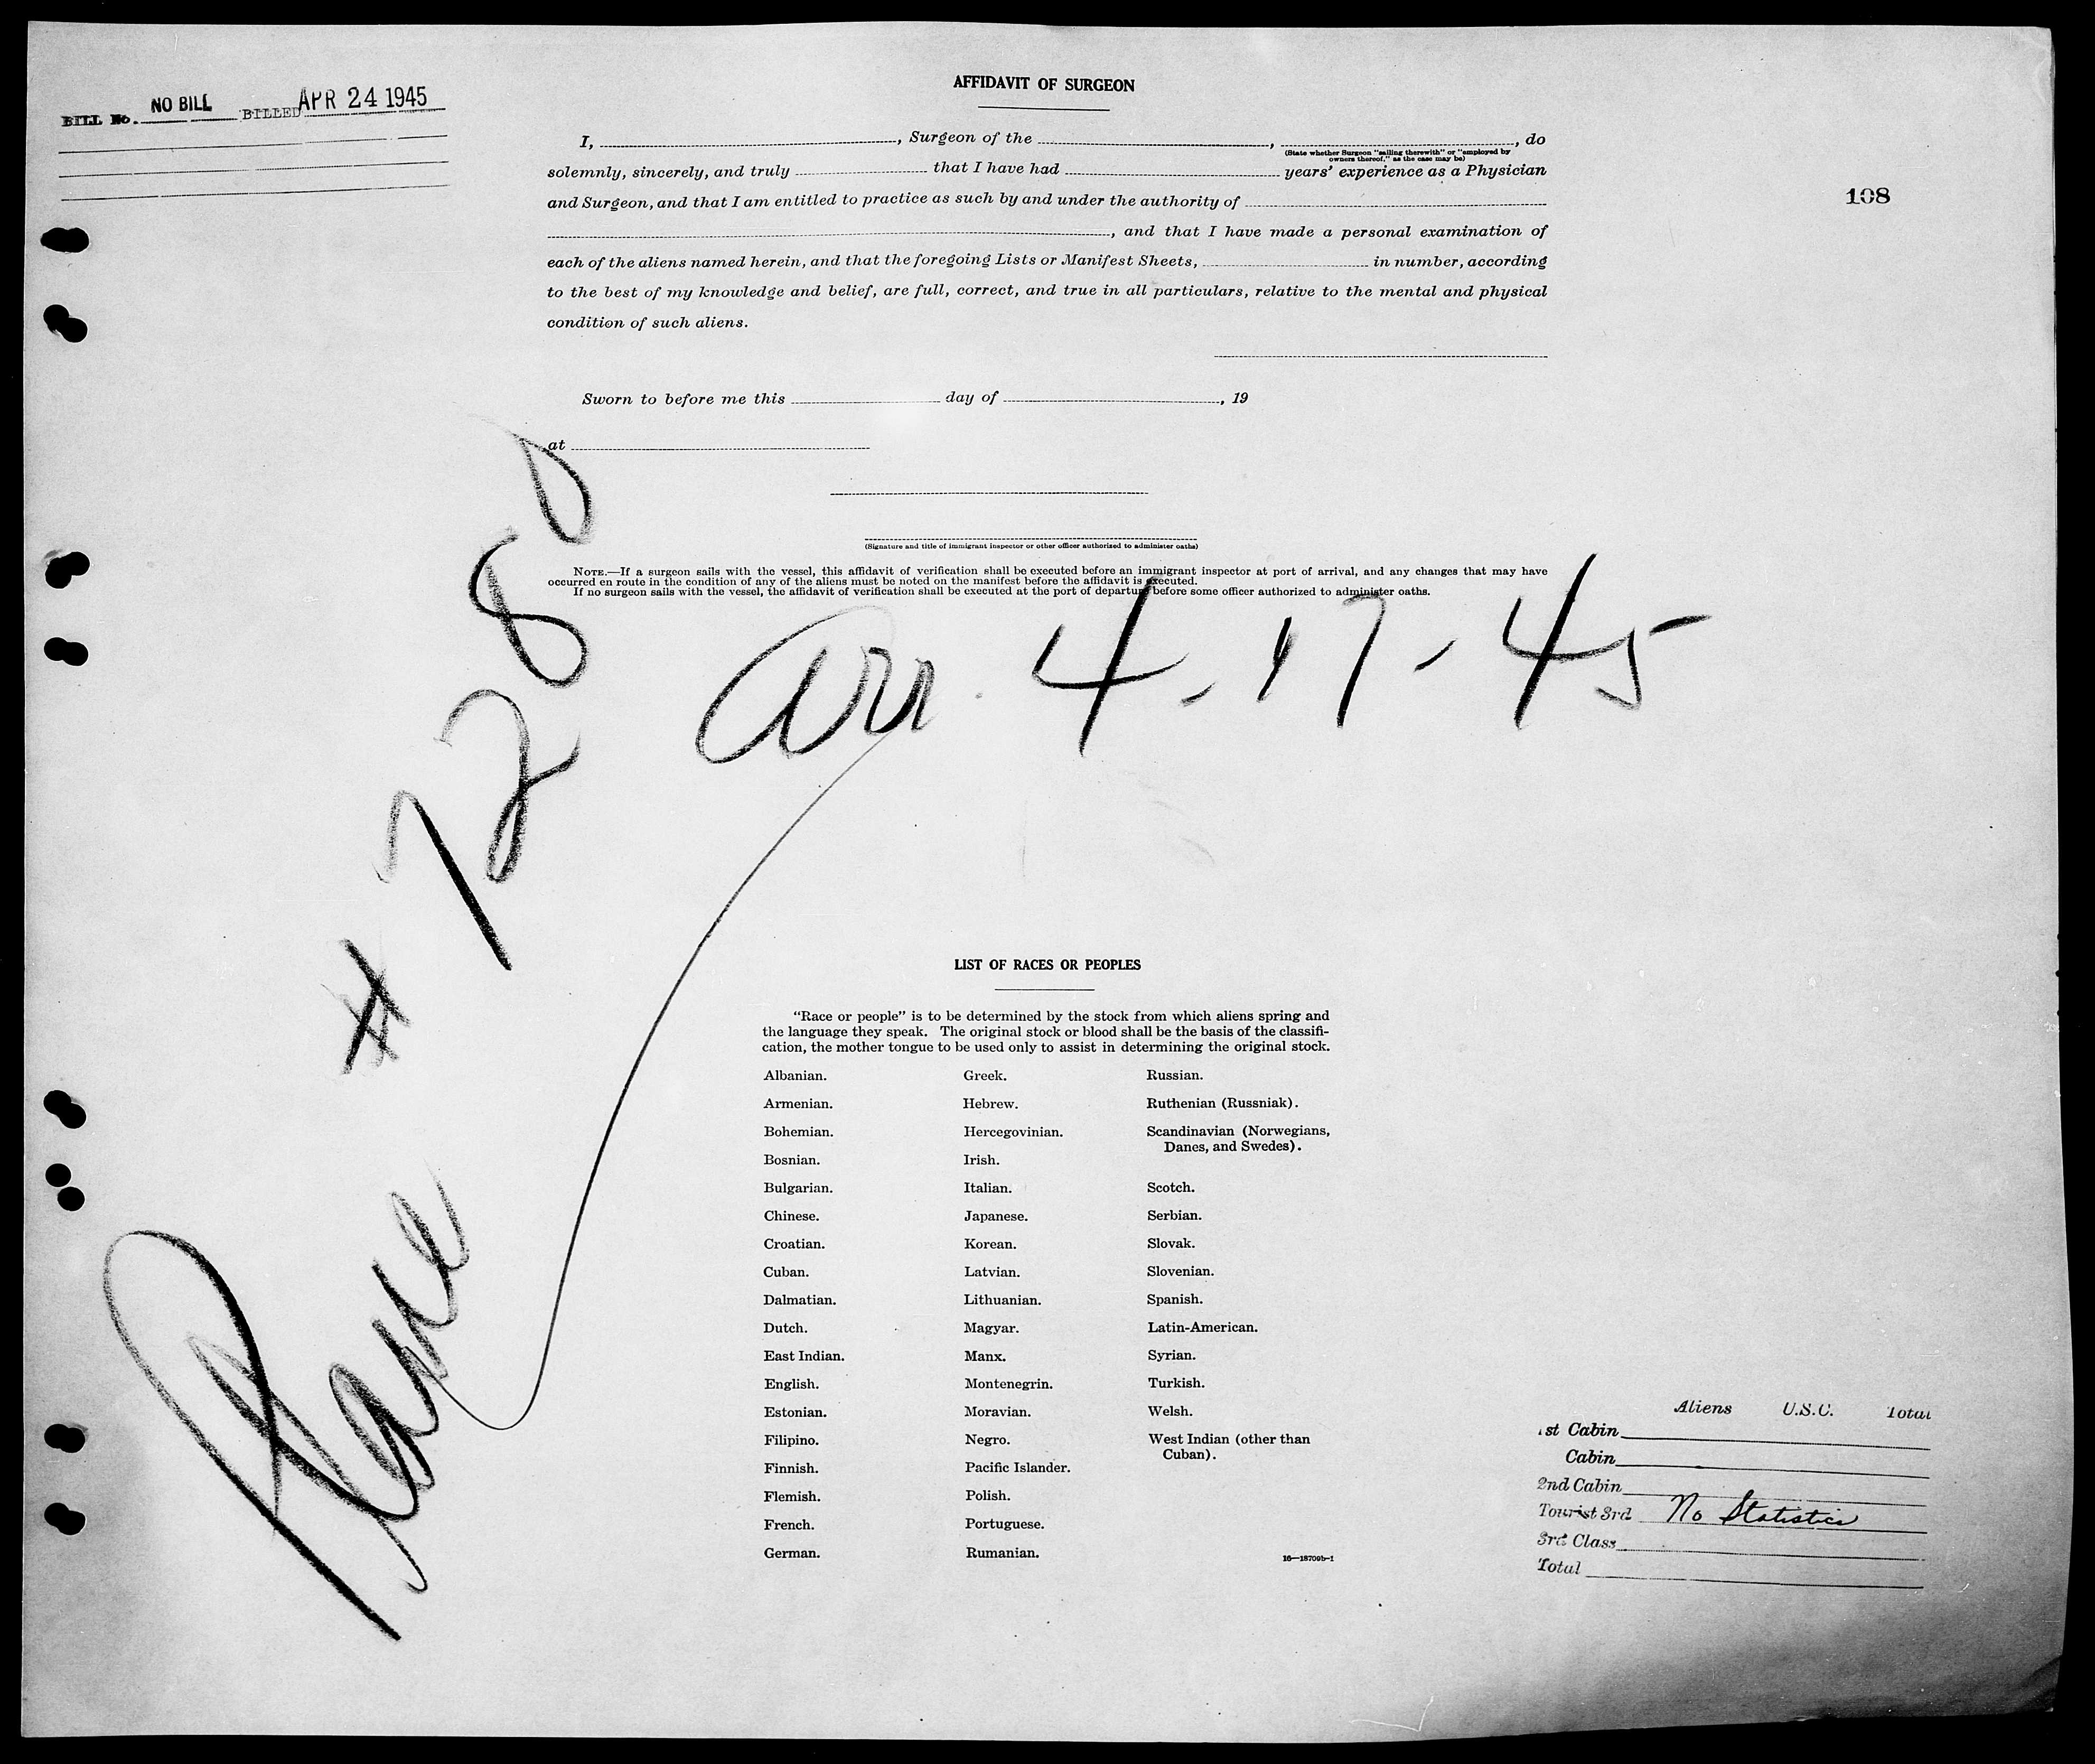 BILL No. NO BILL BILLED APR 24 1945
108
AFFIDAVIT OF SURGEON
I, , Surgeon of the , , do
(State whether Surgeon "sailing therewith" or "employed by
owners thereof," as the case may be)
solemnly, sincerely, and truly that I have had years' experience as a Physician
and Surgeon, and that I am entitled to practice as such by and under the authority of
, and that I have made a personal examination of
each of the aliens named herein, and that the foregoing Lists or Manifest Sheets, in number, according
to the best of my knowledge and belief, are full, correct, and true in all particulars, relative to the mental and physical
condition of such aliens.
Sworn to before me this day of , 19
at
(Signature and title of immigrant inspector or other officer authorized to administer oaths)
NOTE.—If a surgeon sails with the vessel, this affidavit of verification shall be executed before an immigrant inspector at port of arrival, and any changes that may have
occurred en route in the condition of any of the aliens must be noted on the manifest before the affidavit is executed.
If no surgeon sails with the vessel, the affidavit of verification shall be executed at the port of departure before some officer authorized to administer oaths.
Plane # 7280
arr. 4-17-45
LIST OF RACES OR PEOPLES
"Race or people" is to be determined by the stock from which aliens spring and
the language they speak. The original stock or blood shall be the basis of the classifi-
cation, the mother tongue to be used only to assist in determining the original stock.
Albanian. Greek. Russian.
Armenian. Hebrew. Ruthenian (Russniak).
Bohemian. Hercegovinian. Scandinavian (Norwegians,
Danes, and Swedes).
Bosnian. Irish.
Bulgarian. Italian. Scotch.
Chinese. Japanese. Serbian.
Croatian. Korean. Slovak.
Cuban. Latvian. Slovenian.
Dalmatian. Lithuanian. Spanish.
Dutch. Magyar. Latin-American.
East Indian. Manx. Syrian.
English. Montenegrin. Turkish.
Estonian. Moravian. Welsh.
Filipino. Negro. West Indian (other than
Cuban).
Finnish. Pacific Islander.
Flemish. Polish.
French. Portuguese.
German. Rumanian.
16—18709b-1
Aliens U.S.C. Total
1st Cabin
Cabin
2nd Cabin
Tourist 3rd No Statistics
3rd Class
Total